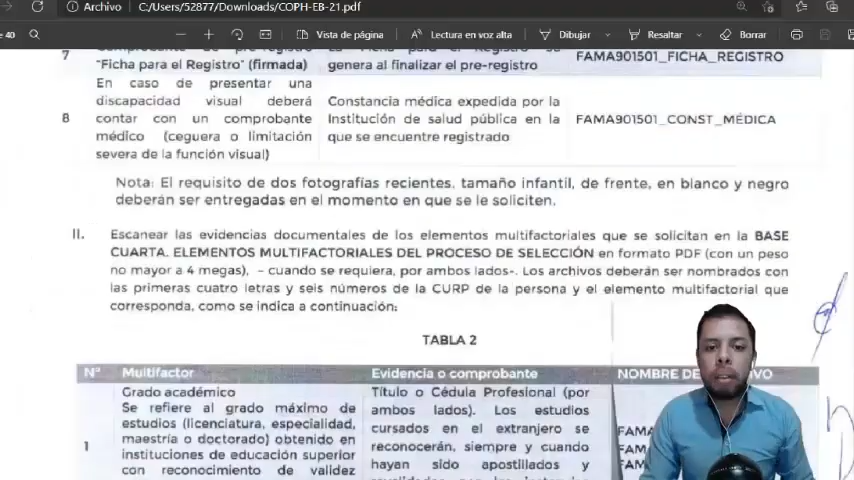 Archivo
C:/Users/52877/Downloads/COPH-EB-21.pdf
e 40
Vista de página
Lectura en voz alta
Dibujar
Resaltar
Borrar
7
"Ficha para el Registro" (firmada)
genera al finalizar el pre-registro
FAMA901501_FICHA_REGISTRO
8
En caso de presentar una
discapacidad visual deberá
contar con un comprobante
médico (ceguera o limitación
severa de la función visual)
Constancia médica expedida por la
Institución de salud pública en la
que se encuentre registrado
FAMA901501_CONST_MÉDICA
Nota: El requisito de dos fotografías recientes, tamaño infantil, de frente, en blanco y negro
deberán ser entregadas en el momento en que se le soliciten.
II. Escanear las evidencias documentales de los elementos multifactoriales que se solicitan en la BASE
CUARTA. ELEMENTOS MULTIFACTORIALES DEL PROCESO DE SELECCIÓN en formato PDF (con un peso
no mayor a 4 megas), - cuando se requiera, por ambos lados-. Los archivos deberán ser nombrados con
las primeras cuatro letras y seis números de la CURP de la persona y el elemento multifactorial que
corresponda, como se indica a continuación:
TABLA 2
N° Multifactor Evidencia o comprobante NOMBRE DE VO
1
Grado académico
Se refiere al grado máximo de
estudios (licenciatura, especialidad,
maestría o doctorado) obtenido en
instituciones de educación superior
con reconocimiento de validez
Título o Cédula Profesional (por
ambos lados). Los estudios
cursados en el extranjero se
reconocerán, siempre y cuando
hayan sido apostillados y
FAMA
FAM
FAM